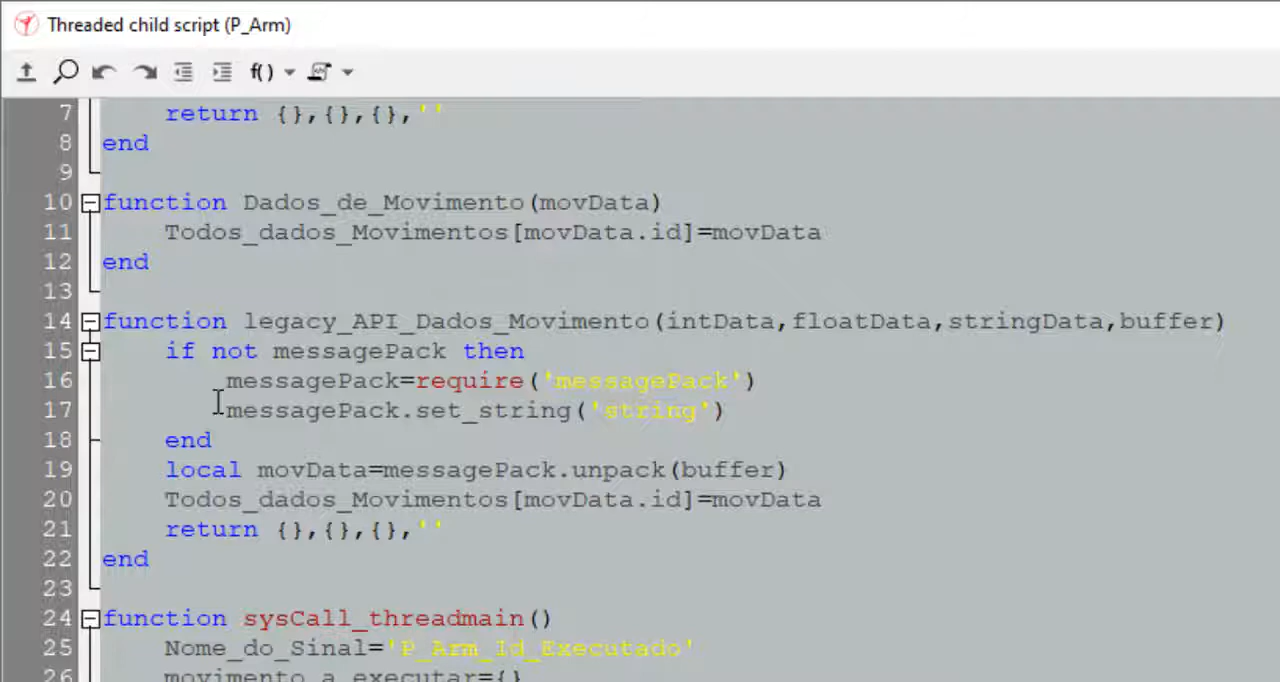 Threaded child script (P_Arm)
f()
7 return {},{},{},''
8 end
9
10 function Dados_de_Movimento(movData)
11 Todos_dados_Movimentos[movData.id]=movData
12 end
13
14 function legacy_API_Dados_Movimento(intData,floatData,stringData,buffer)
15 if not messagePack then
16 messagePack=require('messagePack')
17 messagePack.set_string('string')
18 end
19 local movData=messagePack.unpack(buffer)
20 Todos_dados_Movimentos[movData.id]=movData
21 return {},{},{},''
22 end
23
24 function sysCall_threadmain()
25 Nome_do_Sinal='P_Arm_Id_Executado'
26 movimento_a_executar={}